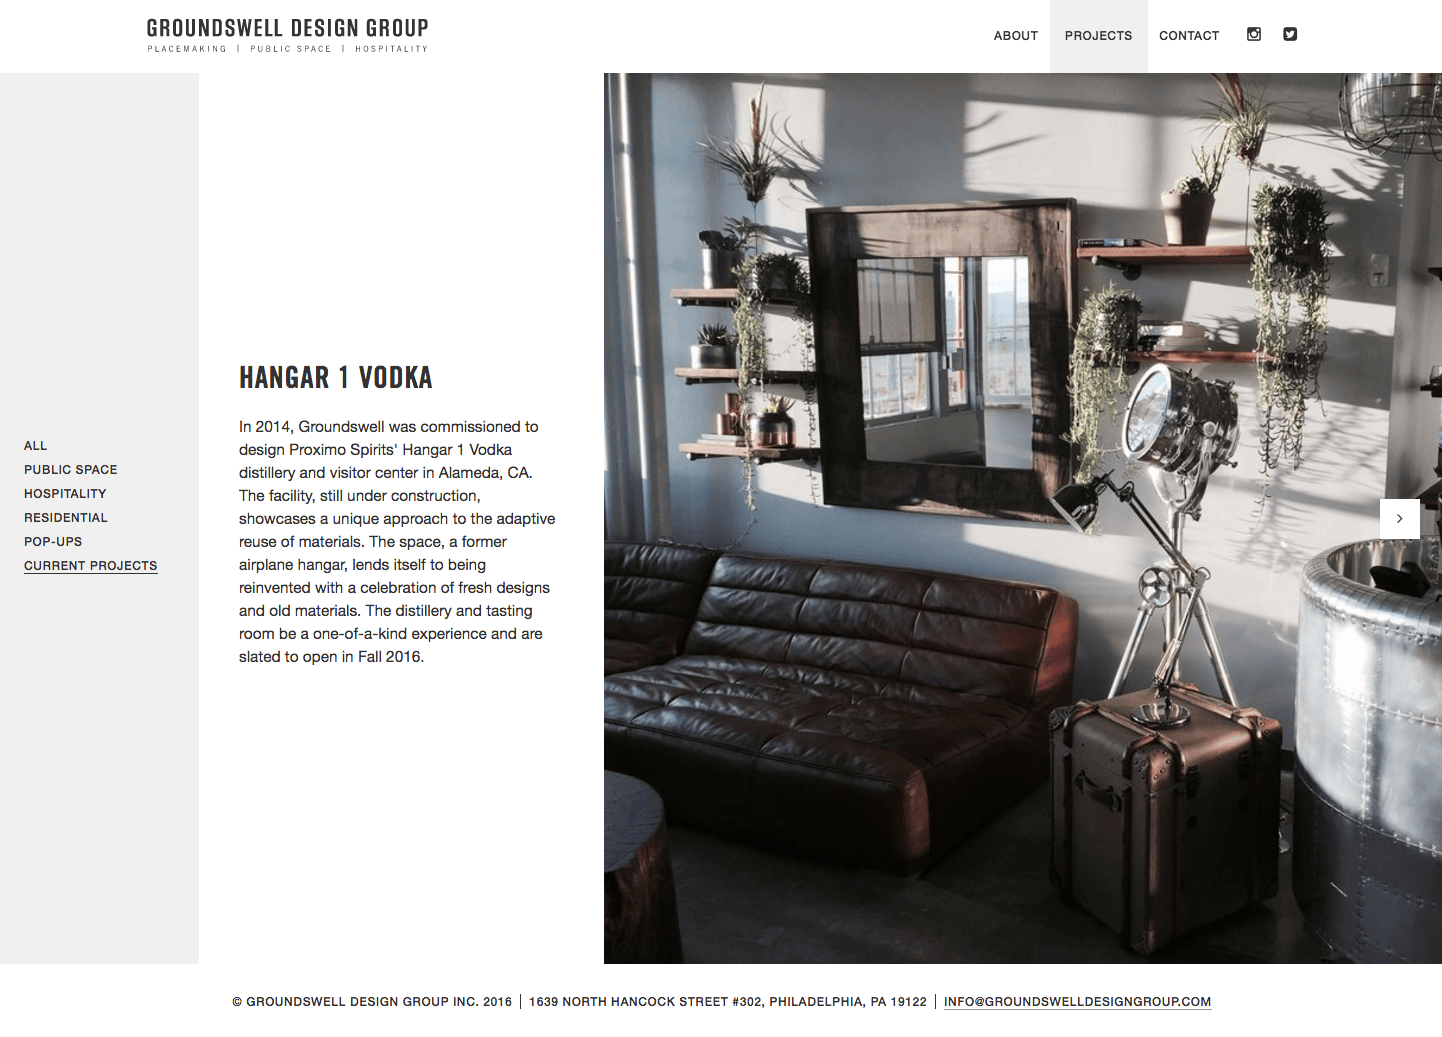 GROUNDSWELL DESIGN GROUP
PLACEMAKING | PUBLIC SPACE | HOSPITALITY
ABOUT PROJECTS CONTACT
ALL
PUBLIC SPACE
HOSPITALITY
RESIDENTIAL
POP-UPS
CURRENT PROJECTS
HANGAR 1 VODKA
In 2014, Groundswell was commissioned to
design Proximo Spirits' Hangar 1 Vodka
distillery and visitor center in Alameda, CA.
The facility, still under construction,
showcases a unique approach to the adaptive
reuse of materials. The space, a former
airplane hangar, lends itself to being
reinvented with a celebration of fresh designs
and old materials. The distillery and tasting
room be a one-of-a-kind experience and are
slated to open in Fall 2016.
© GROUNDSWELL DESIGN GROUP INC. 2016 | 1639 NORTH HANCOCK STREET #302, PHILADELPHIA, PA 19122 | INFO@GROUNDSWELLDESIGNGROUP.COM